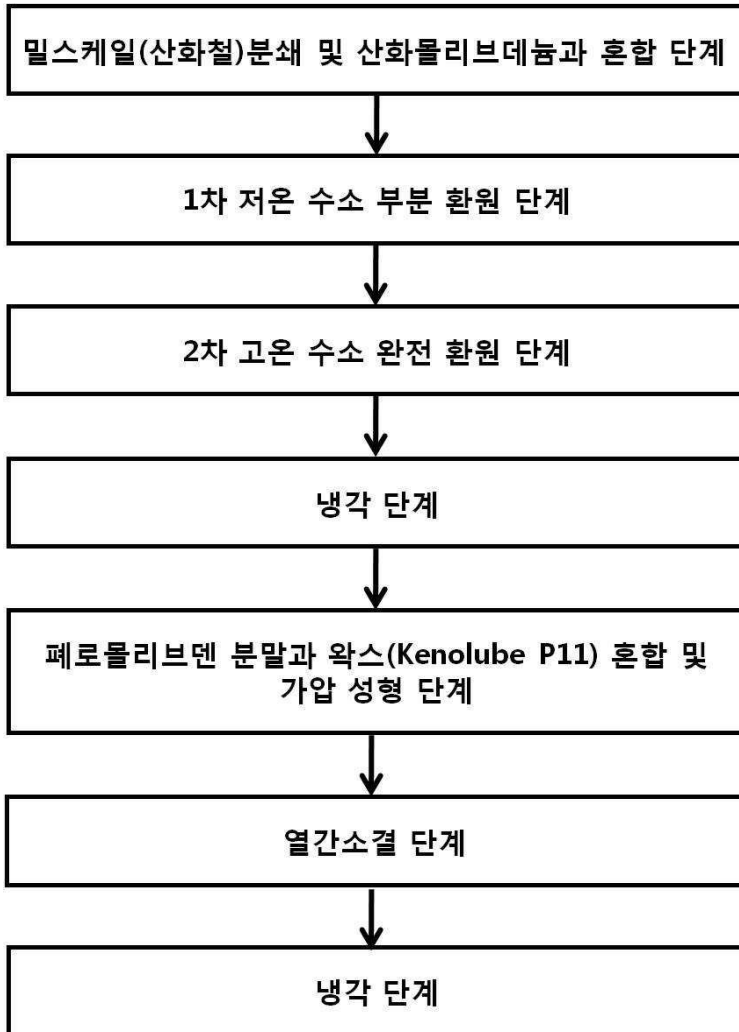 밀스케일(산화철)분쇄 및 산화몰리브데늄과 혼합 단계
1차 저온 수소 부분 환원 단계
2차 고온 수소 완전 환원 단계
냉각 단계
페로몰리브덴 분말과 왁스(Kenolube P11) 혼합 및
가압 성형 단계
열간소결 단계
냉각 단계